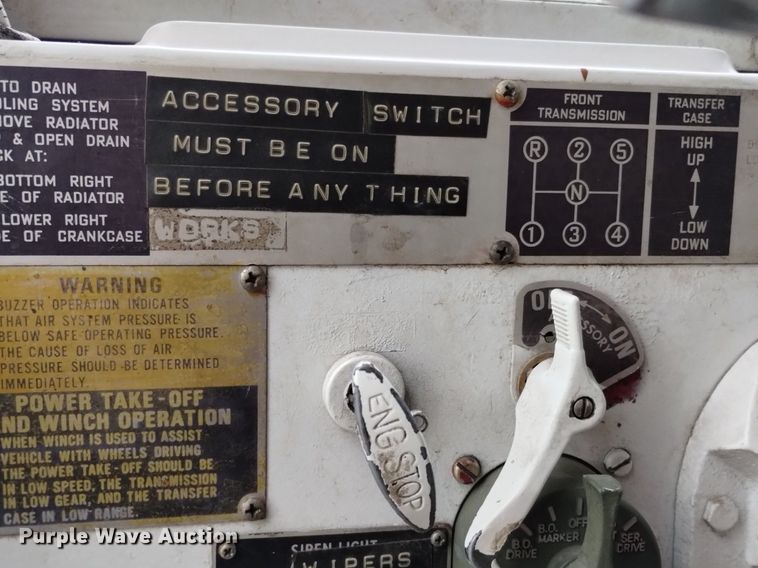 TO DRAIN
OLING SYSTEM
MOVE RADIATOR
& OPEN DRAIN
CK AT:
BOTTOM RIGHT
E OF RADIATOR
LOWER RIGHT
E OF CRANKCASE
ACCESSORY SWITCH
MUST BE ON
BEFORE ANY THING
WORKS
FRONT
TRANSMISSION
R 2 5
N
1 3 4
TRANSFER
CASE
HIGH
UP
LOW
DOWN
WARNING
BUZZER OPERATION INDICATES
THAT AIR SYSTEM PRESSURE IS
BELOW SAFE OPERATING PRESSURE.
THE CAUSE OF LOSS OF AIR
PRESSURE SHOULD BE DETERMINED
IMMEDIATELY.
POWER TAKE-OFF
ND WINCH OPERATION
WHEN WINCH IS USED TO ASSIST
VEHICLE WITH WHEELS DRIVING
THE POWER TAKE-OFF SHOULD BE
IN LOW SPEED, THE TRANSMISSION
IN LOW GEAR, AND THE TRANSFER
CASE IN LOW RANGE.
ENG. STOP
ON
SSORY
B.O.
DRIVE
B.O.
MARKER
OFF
SER.
DRIVE
SIREN LIGHT
WIPERS
Purple Wave Auction